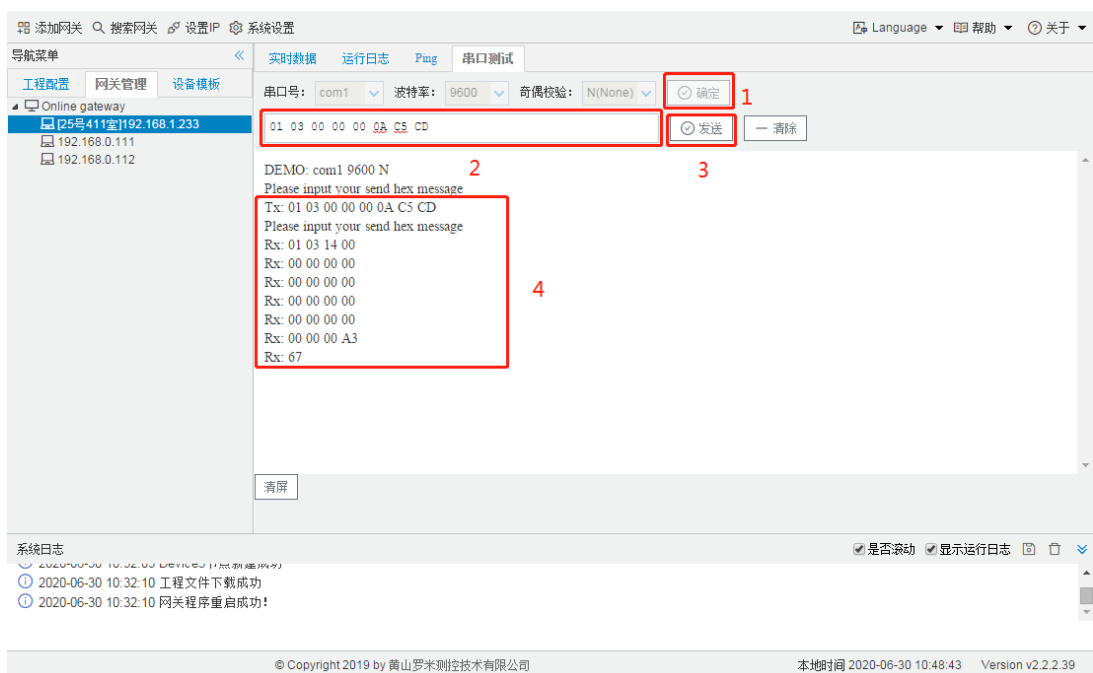 添加网关 搜索网关 设置IP 系统设置 Language 帮助 关于
导航菜单
实时数据 运行日志 Ping 串口测试
工程配置 网关管理 设备模板
Online gateway
[25号411室]192.168.1.233
192.168.0.111
192.168.0.112
串口号: com1 波特率: 9600 奇偶校验: N(None) 确定 1
01 03 00 00 00 0A C5 CD 发送 清除
2 3
DEMO: com1 9600 N
Please input your send hex message
Tx: 01 03 00 00 00 0A C5 CD
Please input your send hex message
Rx: 01 03 14 00
Rx: 00 00 00 00
Rx: 00 00 00 00
Rx: 00 00 00 00
Rx: 00 00 00 00
Rx: 00 00 00 A3
Rx: 67
4
清屏
系统日志 是否滚动 显示运行日志
2020-06-30 10:32:10 工程文件下载成功
2020-06-30 10:32:10 网关程序重启成功!
© Copyright 2019 by 黄山罗米测控技术有限公司 本地时间 2020-06-30 10:48:43 Version v2.2.2.39